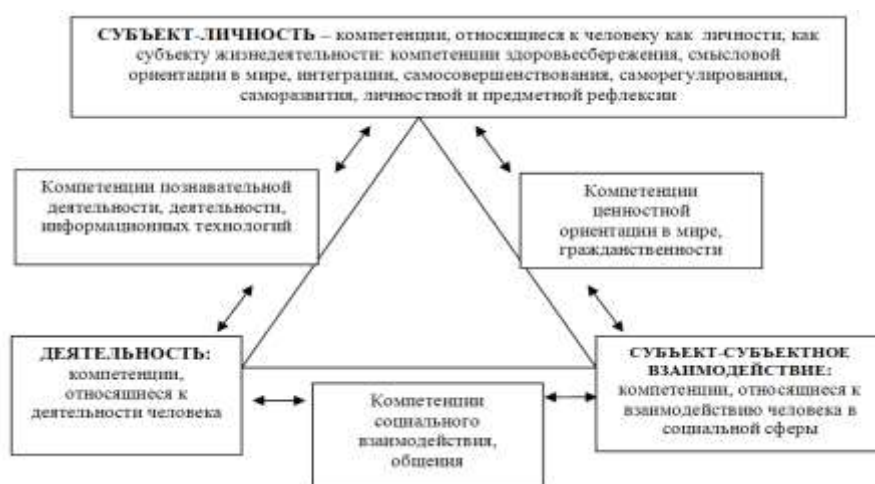 СУБЪЕКТ-ЛИЧНОСТЬ – компетенции, относящиеся к человеку как личности, как
субъекту жизнедеятельности: компетенции здоровьесбережения, смысловой
ориентации в мире, интеграции, самосовершенствования, саморегулирования,
саморазвития, личностной и предметной рефлексии
Компетенции познавательной
деятельности, деятельности,
информационных технологий
Компетенции
ценностной
ориентации в мире,
гражданственности
ДЕЯТЕЛЬНОСТЬ:
компетенции,
относящиеся к
деятельности человека
Компетенции
социального
взаимодействия,
общения
СУБЪЕКТ-СУБЪЕКТНОЕ
ВЗАИМОДЕЙСТВИЕ:
компетенции, относящиеся к
взаимодействию человека в
социальной сферы